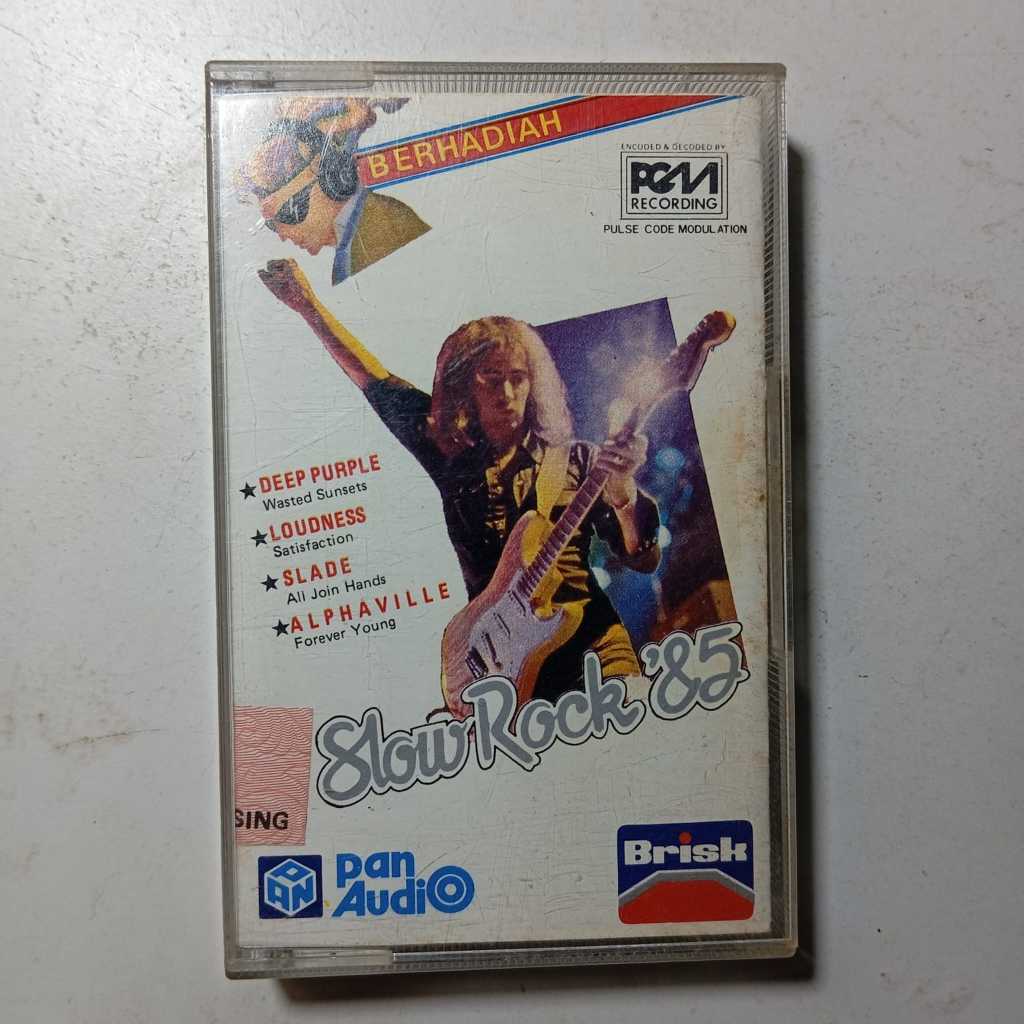 BERHADIAH
ENCODED & DECODED BY
PCM
RECORDING
PULSE CODE MODULATION
★DEEP PURPLE
Wasted Sunsets
★LOUDNESS
Satisfaction
★SLADE
All Join Hands
★ALPHAVILLE
Forever Young
Slow Rock '85
SING
PAN
pan
Audio
Brisk